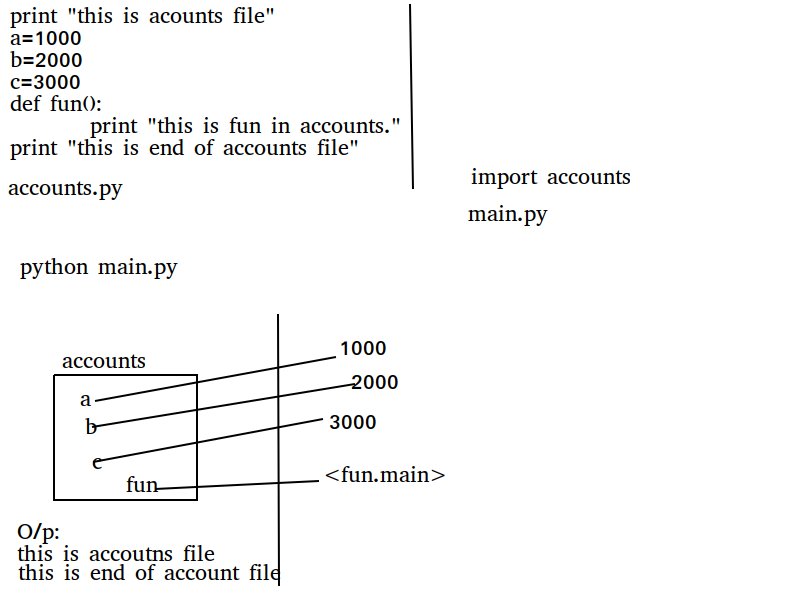 print "this is acounts file"
a=1000
b=2000
c=3000
def fun():
print "this is fun in accounts."
print "this is end of accounts file"
accounts.py
import accounts
main.py
python main.py
accounts
a
b
c
fun
1000
2000
3000
<fun.main>
O/p:
this is accoutns file
this is end of account file